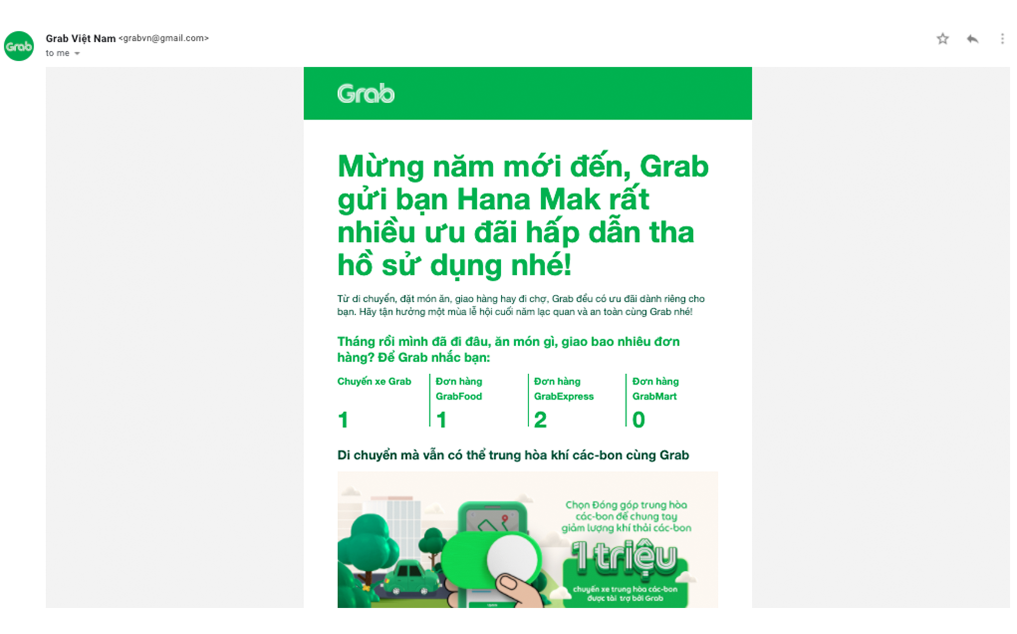 Grab
Grab Việt Nam <grabvn@gmail.com>
to me
Grab
Mừng năm mới đến, Grab
gửi bạn Hana Mak rất
nhiều ưu đãi hấp dẫn tha
hồ sử dụng nhé!
Từ di chuyển, đặt món ăn, giao hàng hay đi chợ, Grab đều có ưu đãi dành riêng cho
bạn. Hãy tận hưởng một mùa lễ hội cuối năm lạc quan và an toàn cùng Grab nhé!
Tháng rồi mình đã đi đâu, ăn món gì, giao bao nhiêu đơn
hàng? Để Grab nhắc bạn:
Chuyến xe Grab
1
Đơn hàng
GrabFood
1
Đơn hàng
GrabExpress
2
Đơn hàng
GrabMart
0
Di chuyển mà vẫn có thể trung hòa khí các-bon cùng Grab
Chọn Đóng góp trung hòa
các-bon để chung tay
giảm lượng khí thải các-bon
1 triệu
chuyến xe trung hòa các-bon
được tài trợ bởi Grab